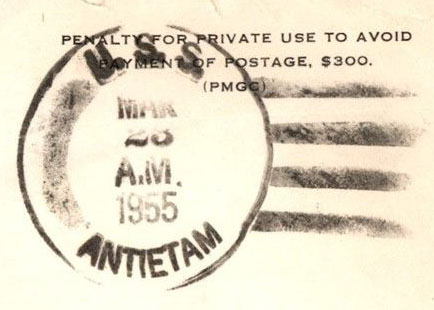 PENALTY FOR PRIVATE USE TO AVOID
PAYMENT OF POSTAGE, $300.
(PMGC)
U.S.S.
MAR
23
A.M.
1955
ANTIETAM